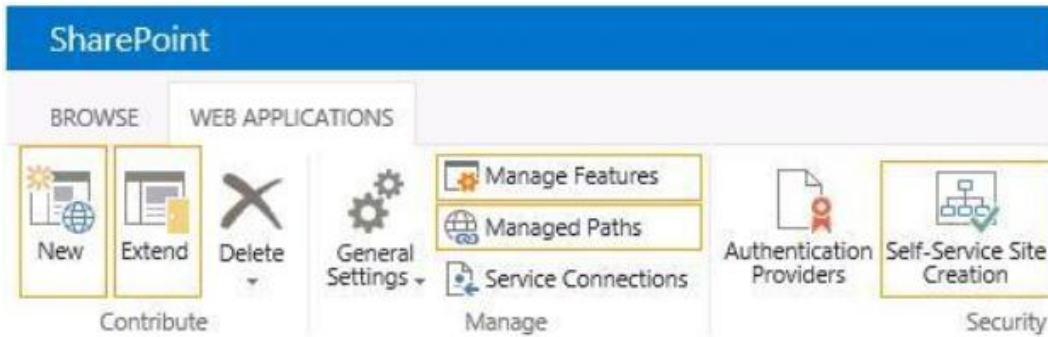 SharePoint
BROWSE
WEB APPLICATIONS
New
Extend
Delete
General
Settings
Manage Features
Managed Paths
Service Connections
Authentication
Providers
Self-Service Site
Creation
Contribute
Manage
Security